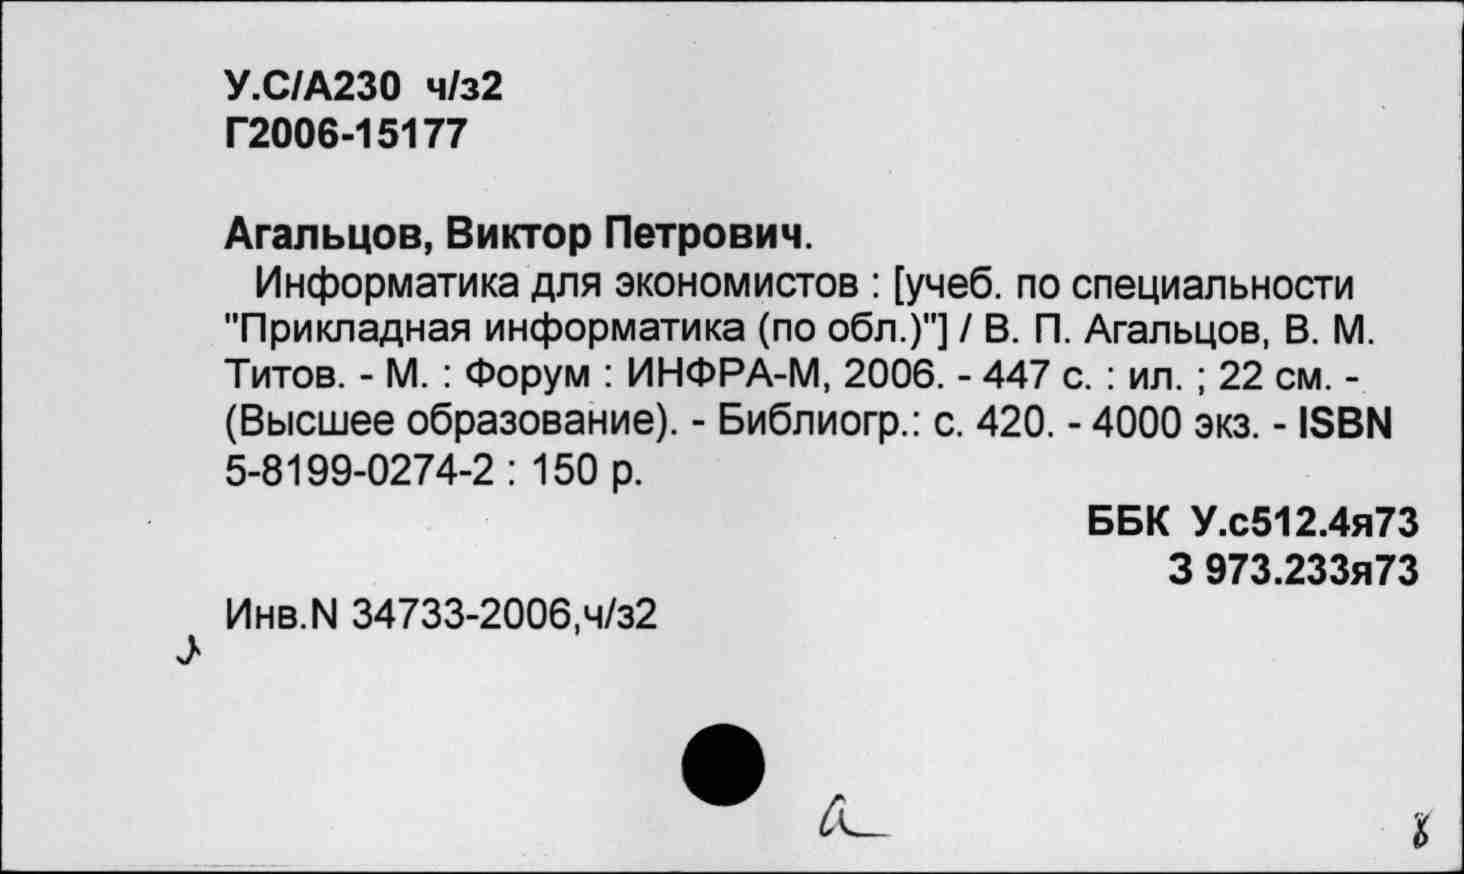 У.С/А230 ч/з2
Г2006-15177
Агальцов, Виктор Петрович.
Информатика для экономистов : [учеб. по специальности
"Прикладная информатика (по обл.)"] / В. П. Агальцов, В. М.
Титов. - М. : Форум : ИНФРА-М, 2006. - 447 с. : ил. ; 22 см. -
(Высшее образование). - Библиогр.: с. 420. - 4000 экз. - ISBN
5-8199-0274-2 : 150 р.
ББК У.с512.4я73
З 973.233я73
Инв.N 34733-2006,ч/з2